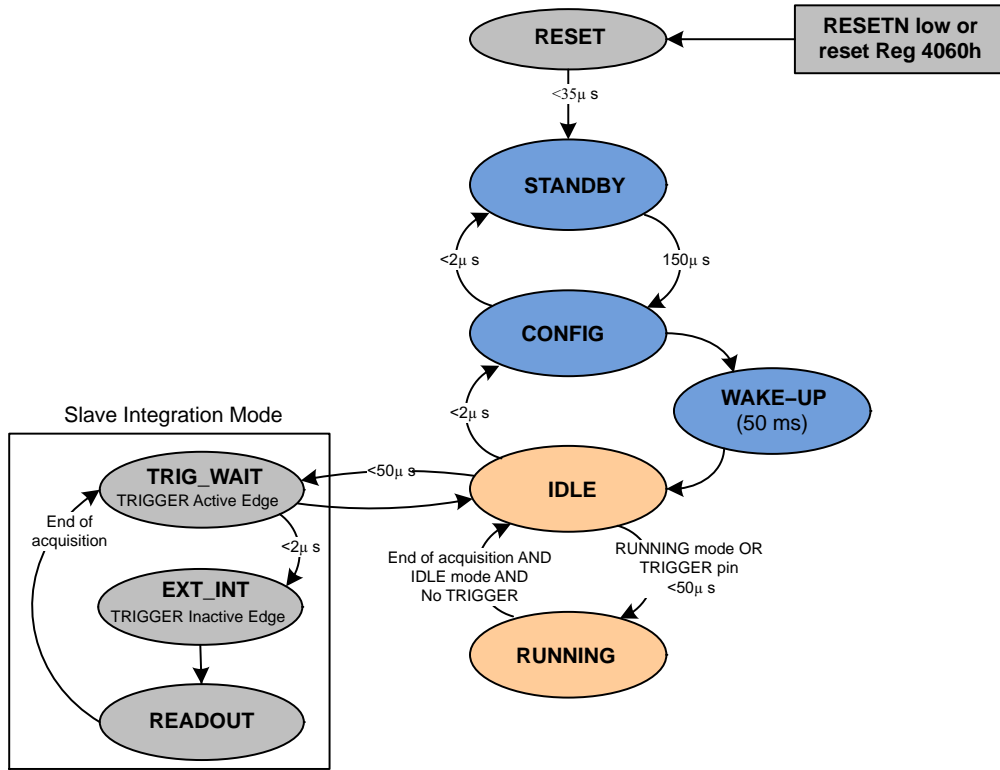 RESET
RESETN low or
reset Reg 4060h
<35μ s
STANDBY
<2μ s
150μ s
CONFIG
WAKE–UP
(50 ms)
<2μ s
Slave Integration Mode
TRIG_WAIT
TRIGGER Active Edge
<50μ s
IDLE
End of
acquisition
<2μ s
End of acquisition AND
IDLE mode AND
No TRIGGER
RUNNING mode OR
TRIGGER pin
<50μ s
EXT_INT
TRIGGER Inactive Edge
RUNNING
READOUT